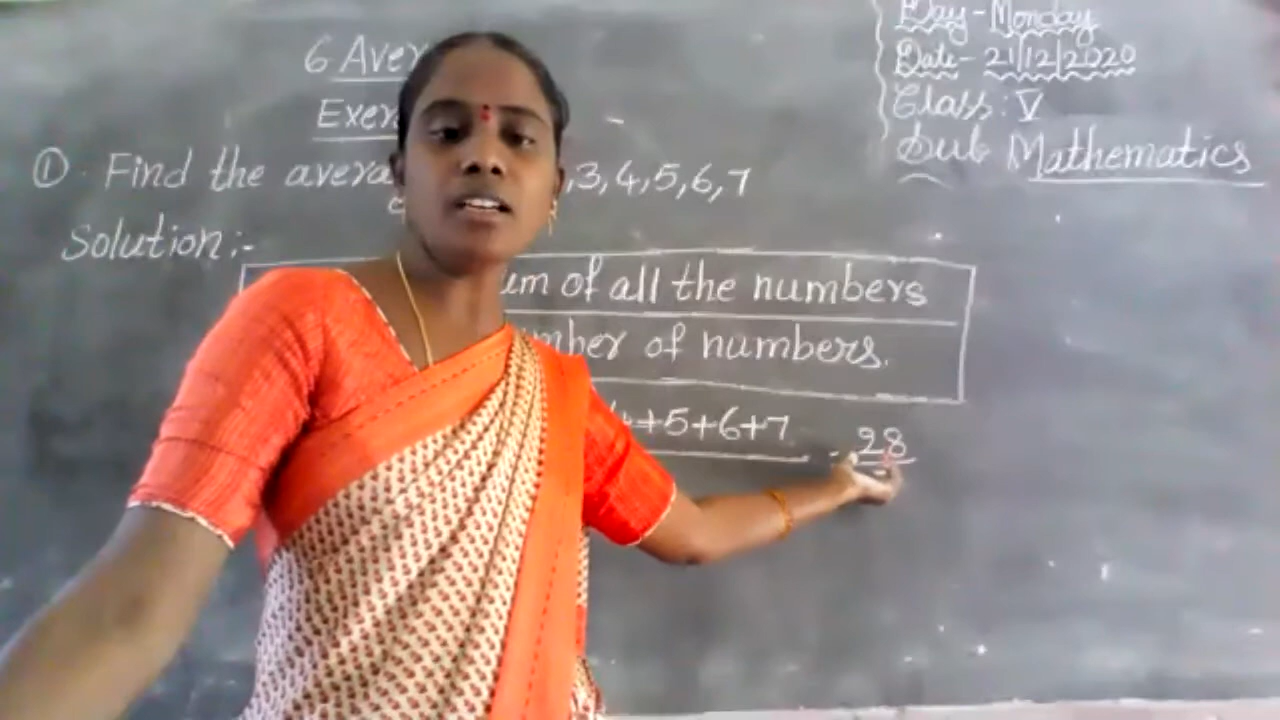 Day-Monday
Date-21/12/2020
Class: V
Sub Mathematics
6 Aver
Exer
① Find the avera ,3,4,5,6,7
Solution:-
um of all the numbers
mber of numbers.
4+5+6+7 28